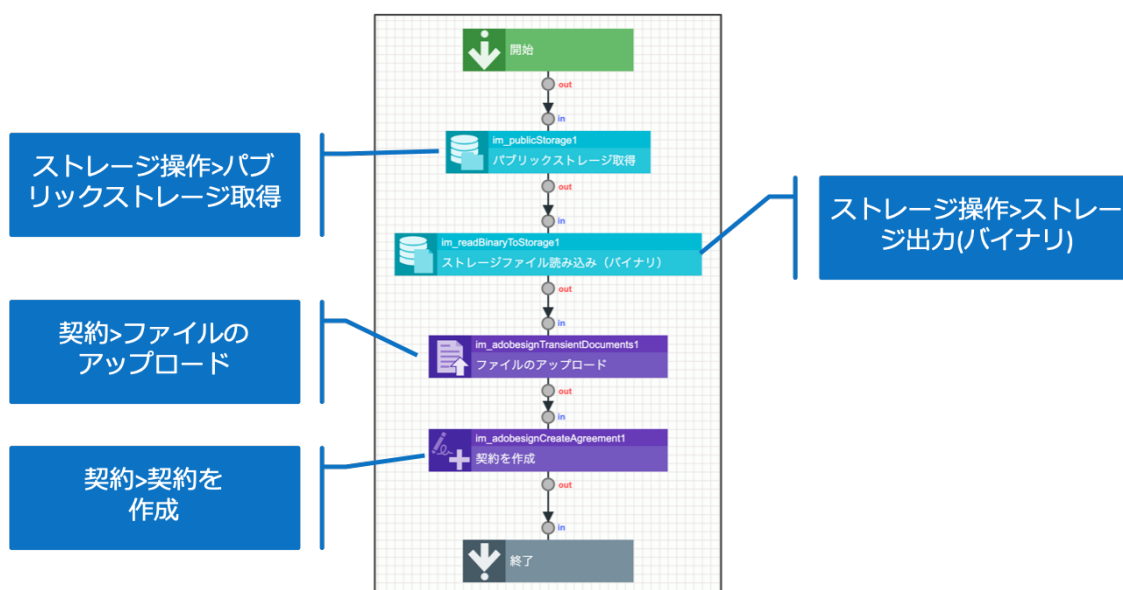 開始
out
in
im_publicStorage1
パブリックストレージ取得
out
in
im_readBinaryToStorage1
ストレージファイル読み込み（バイナリ）
out
in
im_adobesignTransientDocuments1
ファイルのアップロード
out
in
im_adobesignCreateAgreement1
契約を作成
out
in
終了
ストレージ操作>パブ
リックストレージ取得
ストレージ操作>ストレー
ジ出力(バイナリ)
契約>ファイルの
アップロード
契約>契約を
作成